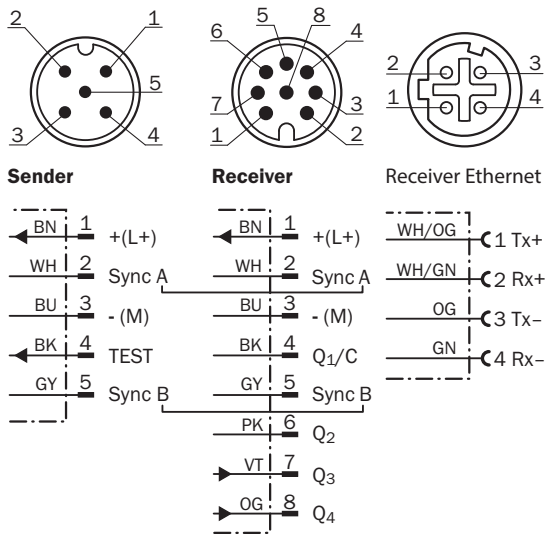 2 1
5
3 4
5 8
6 4
7 3
1 2
2 3
1 4
Sender
BN 1 +(L+)
WH 2 Sync A
BU 3 - (M)
BK 4 TEST
GY 5 Sync B
Receiver
BN 1 +(L+)
WH 2 Sync A
BU 3 - (M)
BK 4 Q1/C
GY 5 Sync B
PK 6 Q2
VT 7 Q3
OG 8 Q4
Receiver Ethernet
WH/OG 1 Tx+
WH/GN 2 Rx+
OG 3 Tx–
GN 4 Rx–